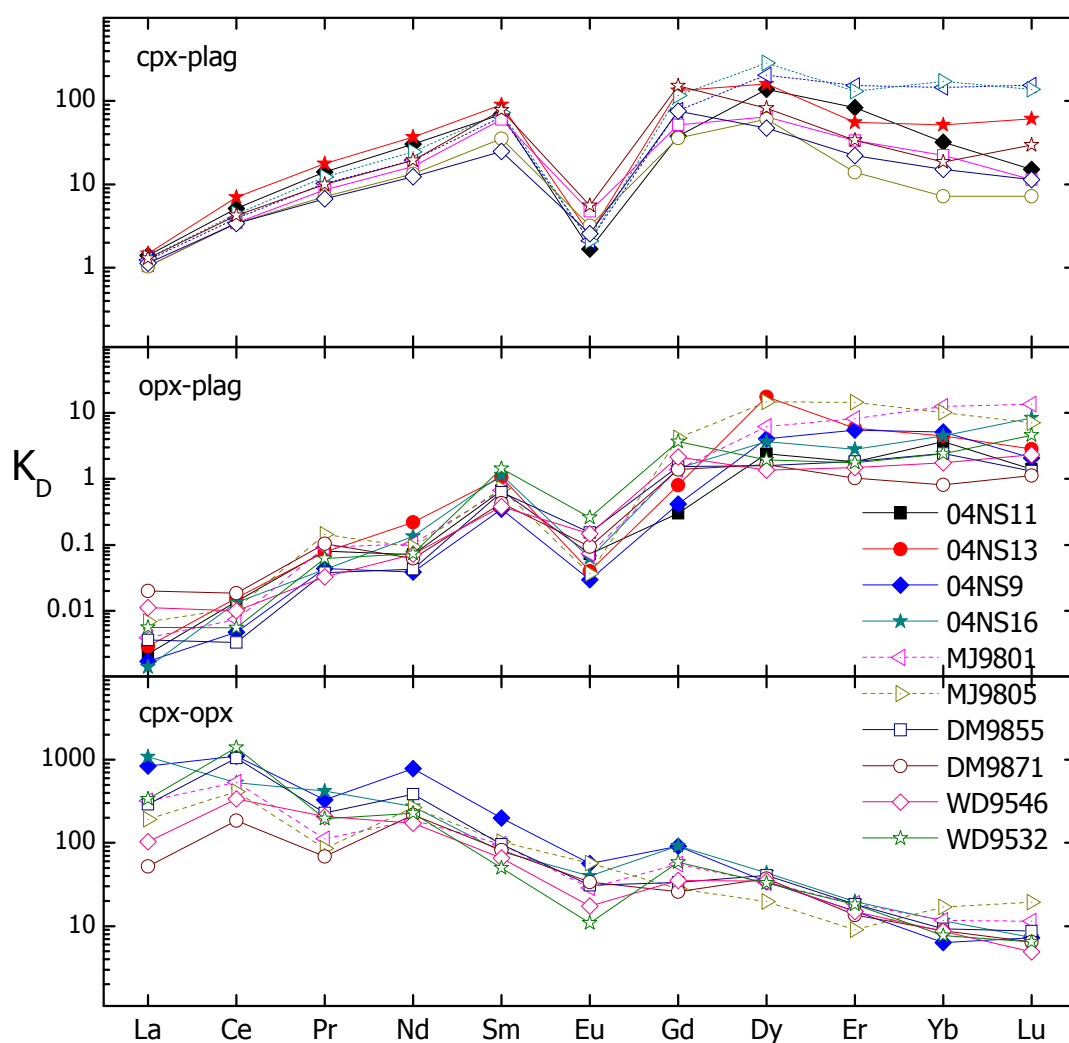 cpx-plag
100
10
1
opx-plag
10
1
0.1
0.01
K_D
04NS11
04NS13
04NS9
04NS16
MJ9801
MJ9805
DM9855
DM9871
WD9546
WD9532
cpx-opx
1000
100
10
La Ce Pr Nd Sm Eu Gd Dy Er Yb Lu